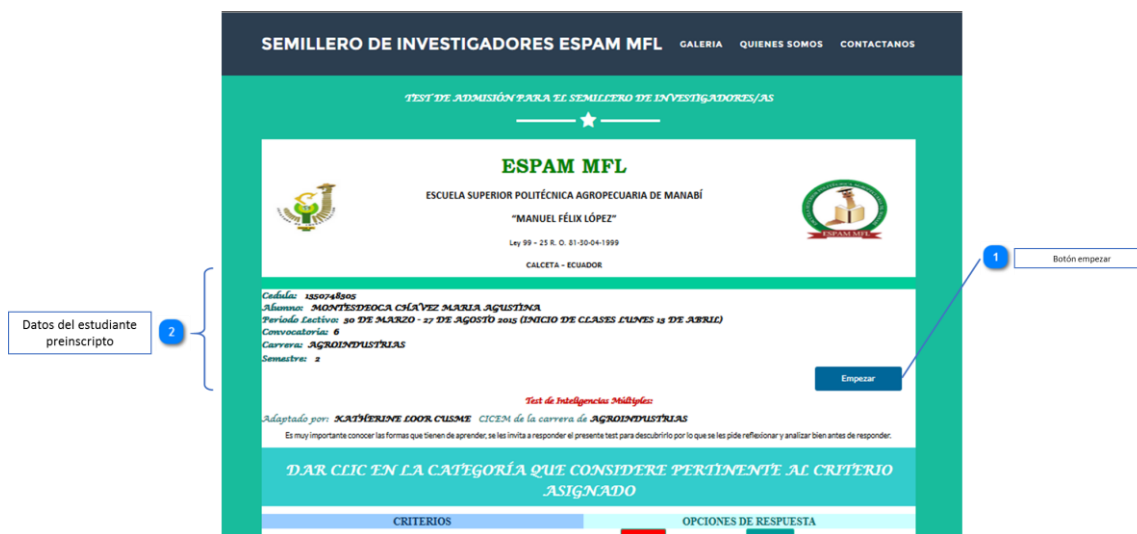 SEMILLERO DE INVESTIGADORES ESPAM MFL GALERIA QUIENES SOMOS CONTACTANOS
TEST DE ADMISIÓN PARA EL SEMILLERO DE INVESTIGADORES/AS
ESPAM MFL
ESCUELA SUPERIOR POLITÉCNICA AGROPECUARIA DE MANABÍ
“MANUEL FÉLIX LÓPEZ”
Ley 99 – 25 R. O. 81-30-04-1999
CALCETA – ECUADOR
ESPAM MFL
1 Botón empezar
Datos del estudiante
preinscripto
2
Cedula: 1350748305
Alumno: MONTESDEOCA CHÁVEZ MARIA AGUSTINA
Periodo Lectivo: 30 DE MARZO - 27 DE AGOSTO 2015 (INICIO DE CLASES LUNES 13 DE ABRIL)
Convocatoria: 6
Carrera: AGROINDUSTRIAS
Semestre: 2
Empezar
Test de Inteligencias Múltiples:
Adaptado por: KATHERINE LOOR CUSME CICEM de la carrera de AGROINDUSTRIAS
Es muy importante conocer las formas que tienen de aprender, se les invita a responder el presente test para descubrirlo por lo que se les pide reflexionar y analizar bien antes de responder.
DAR CLIC EN LA CATEGORÍA QUE CONSIDERE PERTINENTE AL CRITERIO
ASIGNADO
CRITERIOS OPCIONES DE RESPUESTA